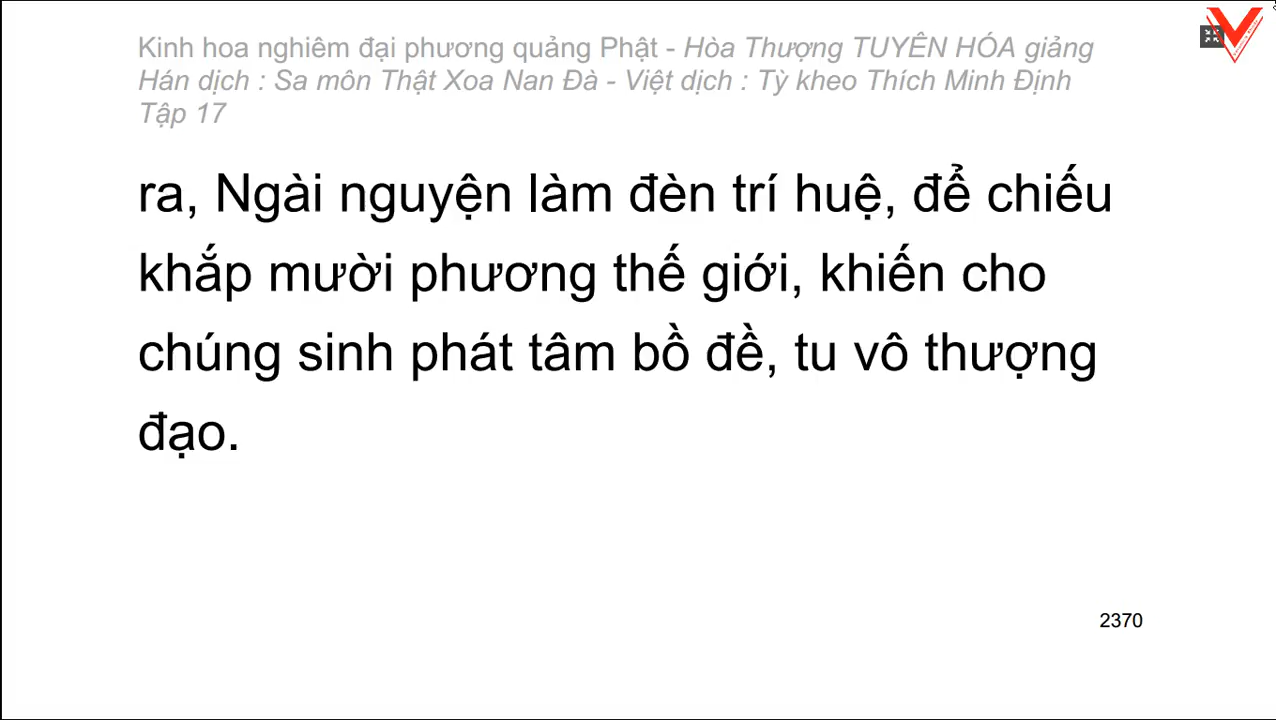 Kinh hoa nghiêm đại phương quảng Phật - Hòa Thượng TUYÊN HÓA giảng
Hán dịch : Sa môn Thật Xoa Nan Đà - Việt dịch : Tỳ kheo Thích Minh Định
Tập 17
ra, Ngài nguyện làm đèn trí huệ, để chiếu
khắp mười phương thế giới, khiến cho
chúng sinh phát tâm bồ đề, tu vô thượng
đạo.
2370